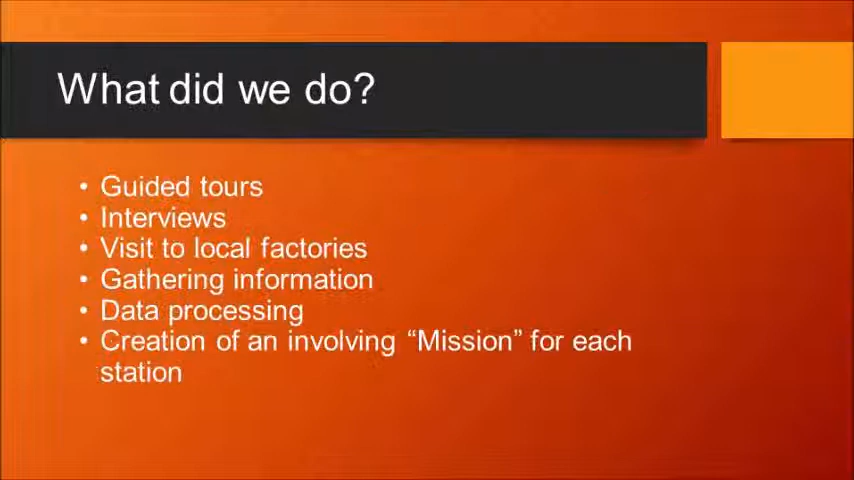 What did we do?
• Guided tours
• Interviews
• Visit to local factories
• Gathering information
• Data processing
• Creation of an involving “Mission” for each
station